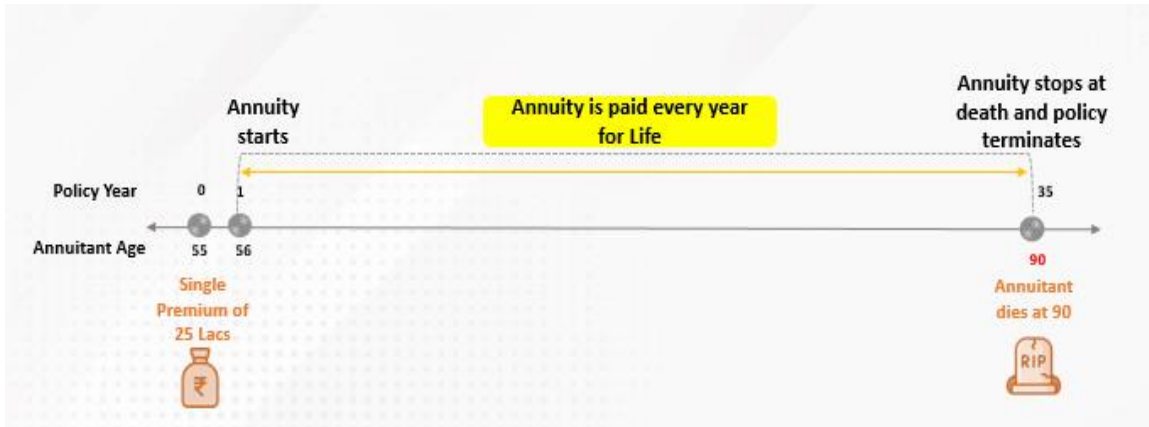 Annuity
starts
Annuity is paid every year
for Life
Annuity stops at
death and policy
terminates
Policy Year 0 1 35
Annuitant Age 55 56 90
Single
Premium of
25 Lacs
₹
Annuitant
dies at 90
RIP